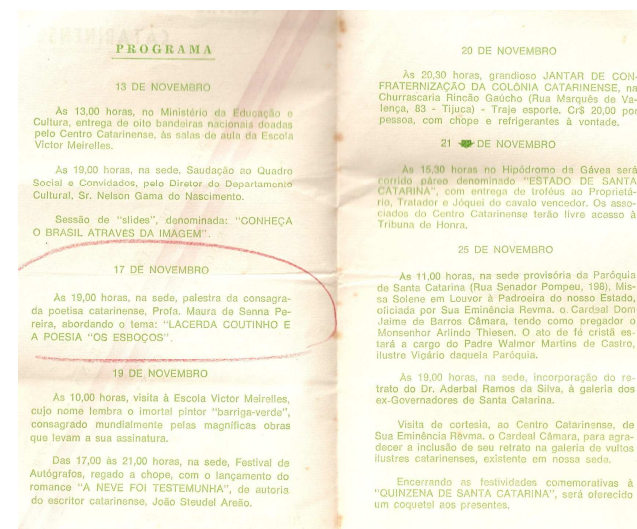 PROGRAMA
13 DE NOVEMBRO
Às 13,00 horas, no Ministério da Educação e
Cultura, entrega de oito bandeiras nacionais doadas
pelo Centro Catarinense, às salas de aula da Escola
Victor Meirelles.
Às 19,00 horas, na sede, Saudação ao Quadro
Social e Convidados, pelo Diretor do Departamento
Cultural, Sr. Nelson Gama do Nascimento.
Sessão de "slides", denominada: "CONHEÇA
O BRASIL ATRAVES DA IMAGEM".
17 DE NOVEMBRO
Às 19,00 horas, na sede, palestra da consagra-
da poetisa catarinense, Profa. Maura de Senna Pe-
reira, abordando o tema: "LACERDA COUTINHO E
A POESIA "OS ESBOÇOS".
19 DE NOVEMBRO
Às 10,00 horas, visita à Escola Victor Meirelles,
cujo nome lembra o imortal pintor "barriga-verde",
consagrado mundialmente pelas magníficas obras
que levam a sua assinatura.
Das 17,00 às 21,00 horas, na sede, Festival de
Autógrafos, regado a chope, com o lançamento do
romance "A NEVE FOI TESTEMUNHA", de autoria
do escritor catarinense, João Steudel Areão.
20 DE NOVEMBRO
Às 20,30 horas, grandioso JANTAR DE CON-
FRATERNIZAÇÃO DA COLÔNIA CATARINENSE, na
Churrascaria Rincão Gaúcho (Rua Marquês de Va-
lença, 83 - Tijuca) - Traje esporte. Cr$ 20,00 por
pessoa, com chope e refrigerantes à vontade.
21 DE NOVEMBRO
Às 15,30 horas no Hipódromo da Gávea será
corrido páreo denominado "ESTADO DE SANTA
CATARINA", com entrega de troféus ao Proprietá-
rio, Tratador e Jóquei do cavalo vencedor. Os asso-
ciados do Centro Catarinense terão livre acesso à
Tribuna de Honra.
25 DE NOVEMBRO
Às 11,00 horas, na sede provisória da Paróquia
de Santa Catarina (Rua Senador Pompeu, 198), Mis-
sa Solene em Louvor à Padroeira do nosso Estado,
oficiada por Sua Eminência Revma. o Cardeal Dom
Jaime de Barros Câmara, tendo como pregador o
Monsenhor Arlindo Thiesen. O ato de fé cristã es-
tará a cargo do Padre Walmor Martins de Castro,
ilustre Vigário daquela Paróquia.
Às 19,00 horas, na sede, incorporação do re-
trato do Dr. Aderbal Ramos da Silva, à galeria dos
ex-Governadores de Santa Catarina.
Visita de cortesia, ao Centro Catarinense, de
Sua Eminência Rêvma. o Cardeal Câmara, para agra-
decer a inclusão de seu retrato na galeria de vultos
ilustres catarinenses, existente em nossa sede.
Encerrando as festividades comemorativas à
"QUINZENA DE SANTA CATARINA", será oferecido
um coquetel aos presentes.